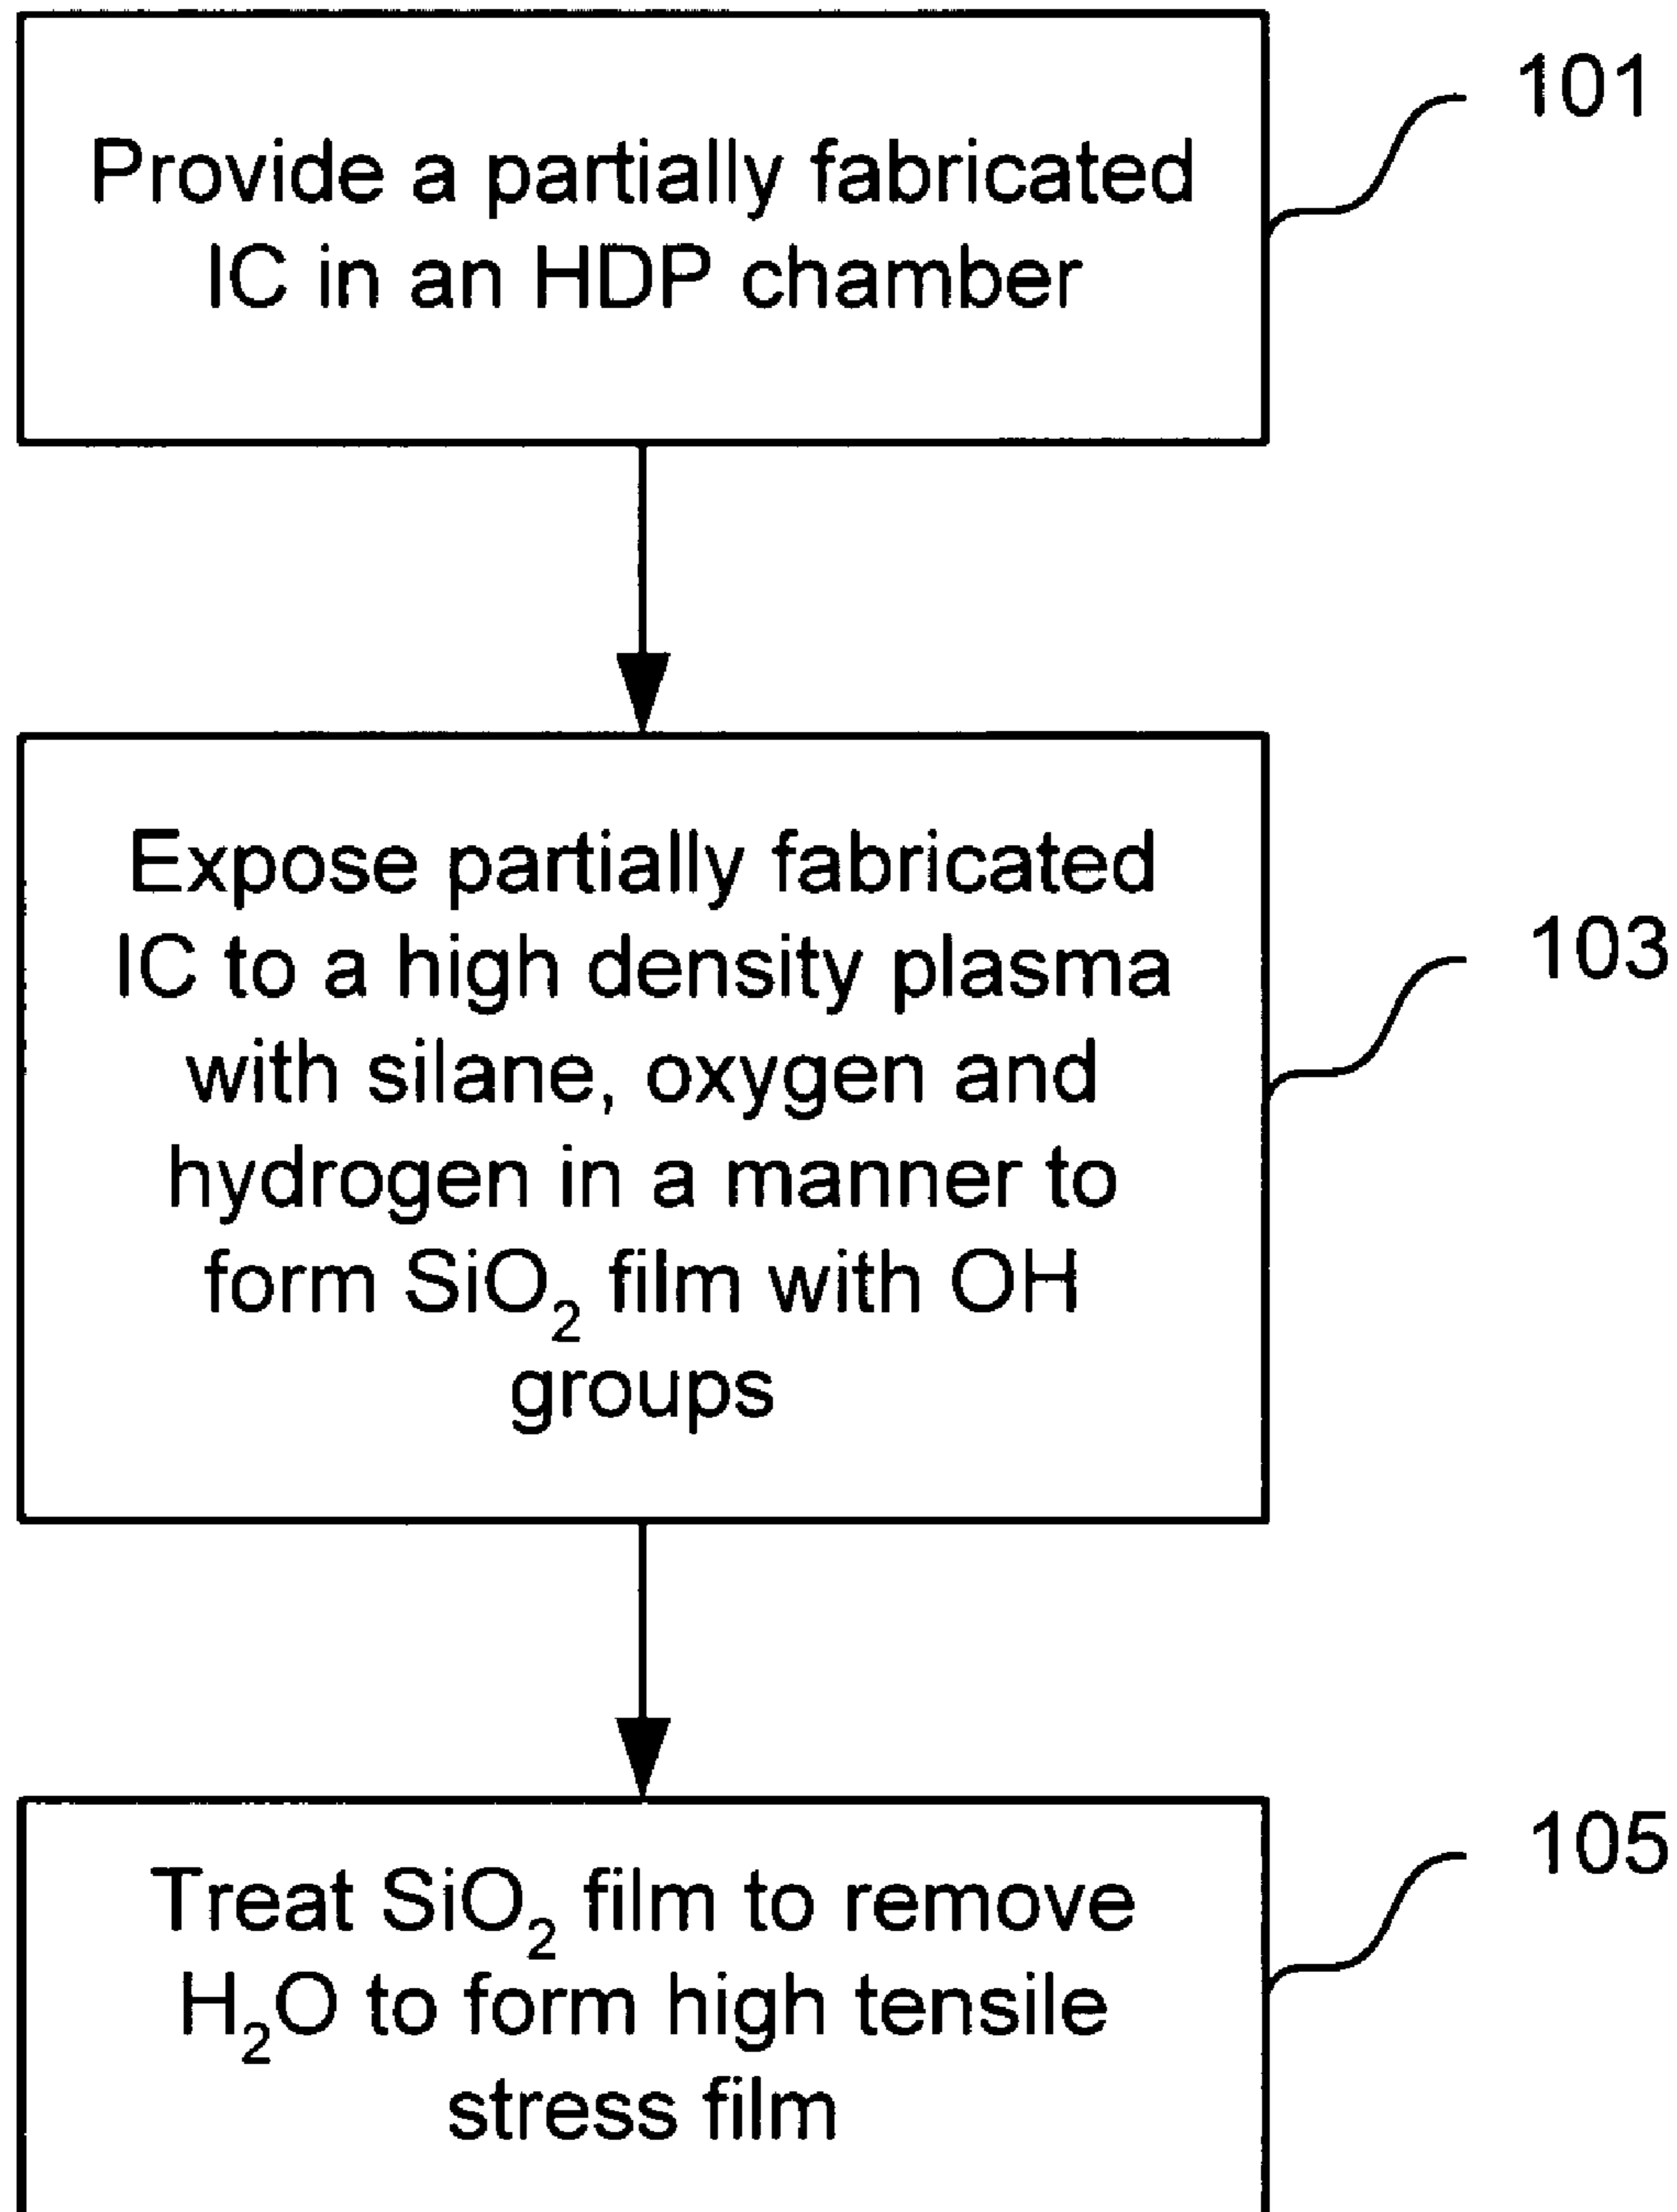 101
Provide a partially fabricated
IC in an HDP chamber
Expose partially fabricated
IC to a high density plasma
103
with silane, oxygen and
hydrogen in a manner to
form SiO₂ film with OH
groups
105
Treat SiO₂ film to remove
H₂O to form high tensile
stress film